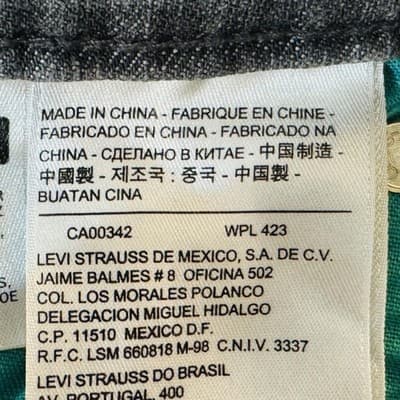 MADE IN CHINA - FABRIQUE EN CHINE -
FABRICADO EN CHINA - FABRICADO NA
CHINA - СДЕЛАНО В КИТАЕ - 中国制造 -
中國製 - 제조국 : 중국 - 中国製 -
BUATAN CINA
CA00342 WPL 423
LEVI STRAUSS DE MEXICO, S.A. DE C.V.
JAIME BALMES # 8 OFICINA 502
COL. LOS MORALES POLANCO
DELEGACION MIGUEL HIDALGO
C.P. 11510 MEXICO D.F.
R.F.C. LSM 660818 M-98 C.N.I.V. 3337
LEVI STRAUSS DO BRASIL
AV. PORTUGAL, 400